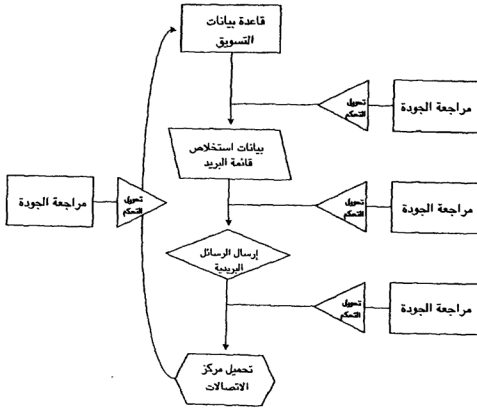 قاعدة بيانات
التسويق
تحويل
التحكم
مراجعة الجودة
بيانات استخلاص
قائمة البريد
تحويل
التحكم
مراجعة الجودة
تحويل
التحكم
مراجعة الجودة
إرسال الرسائل
البريدية
تحويل
التحكم
مراجعة الجودة
تحميل مركز
الاتصالات